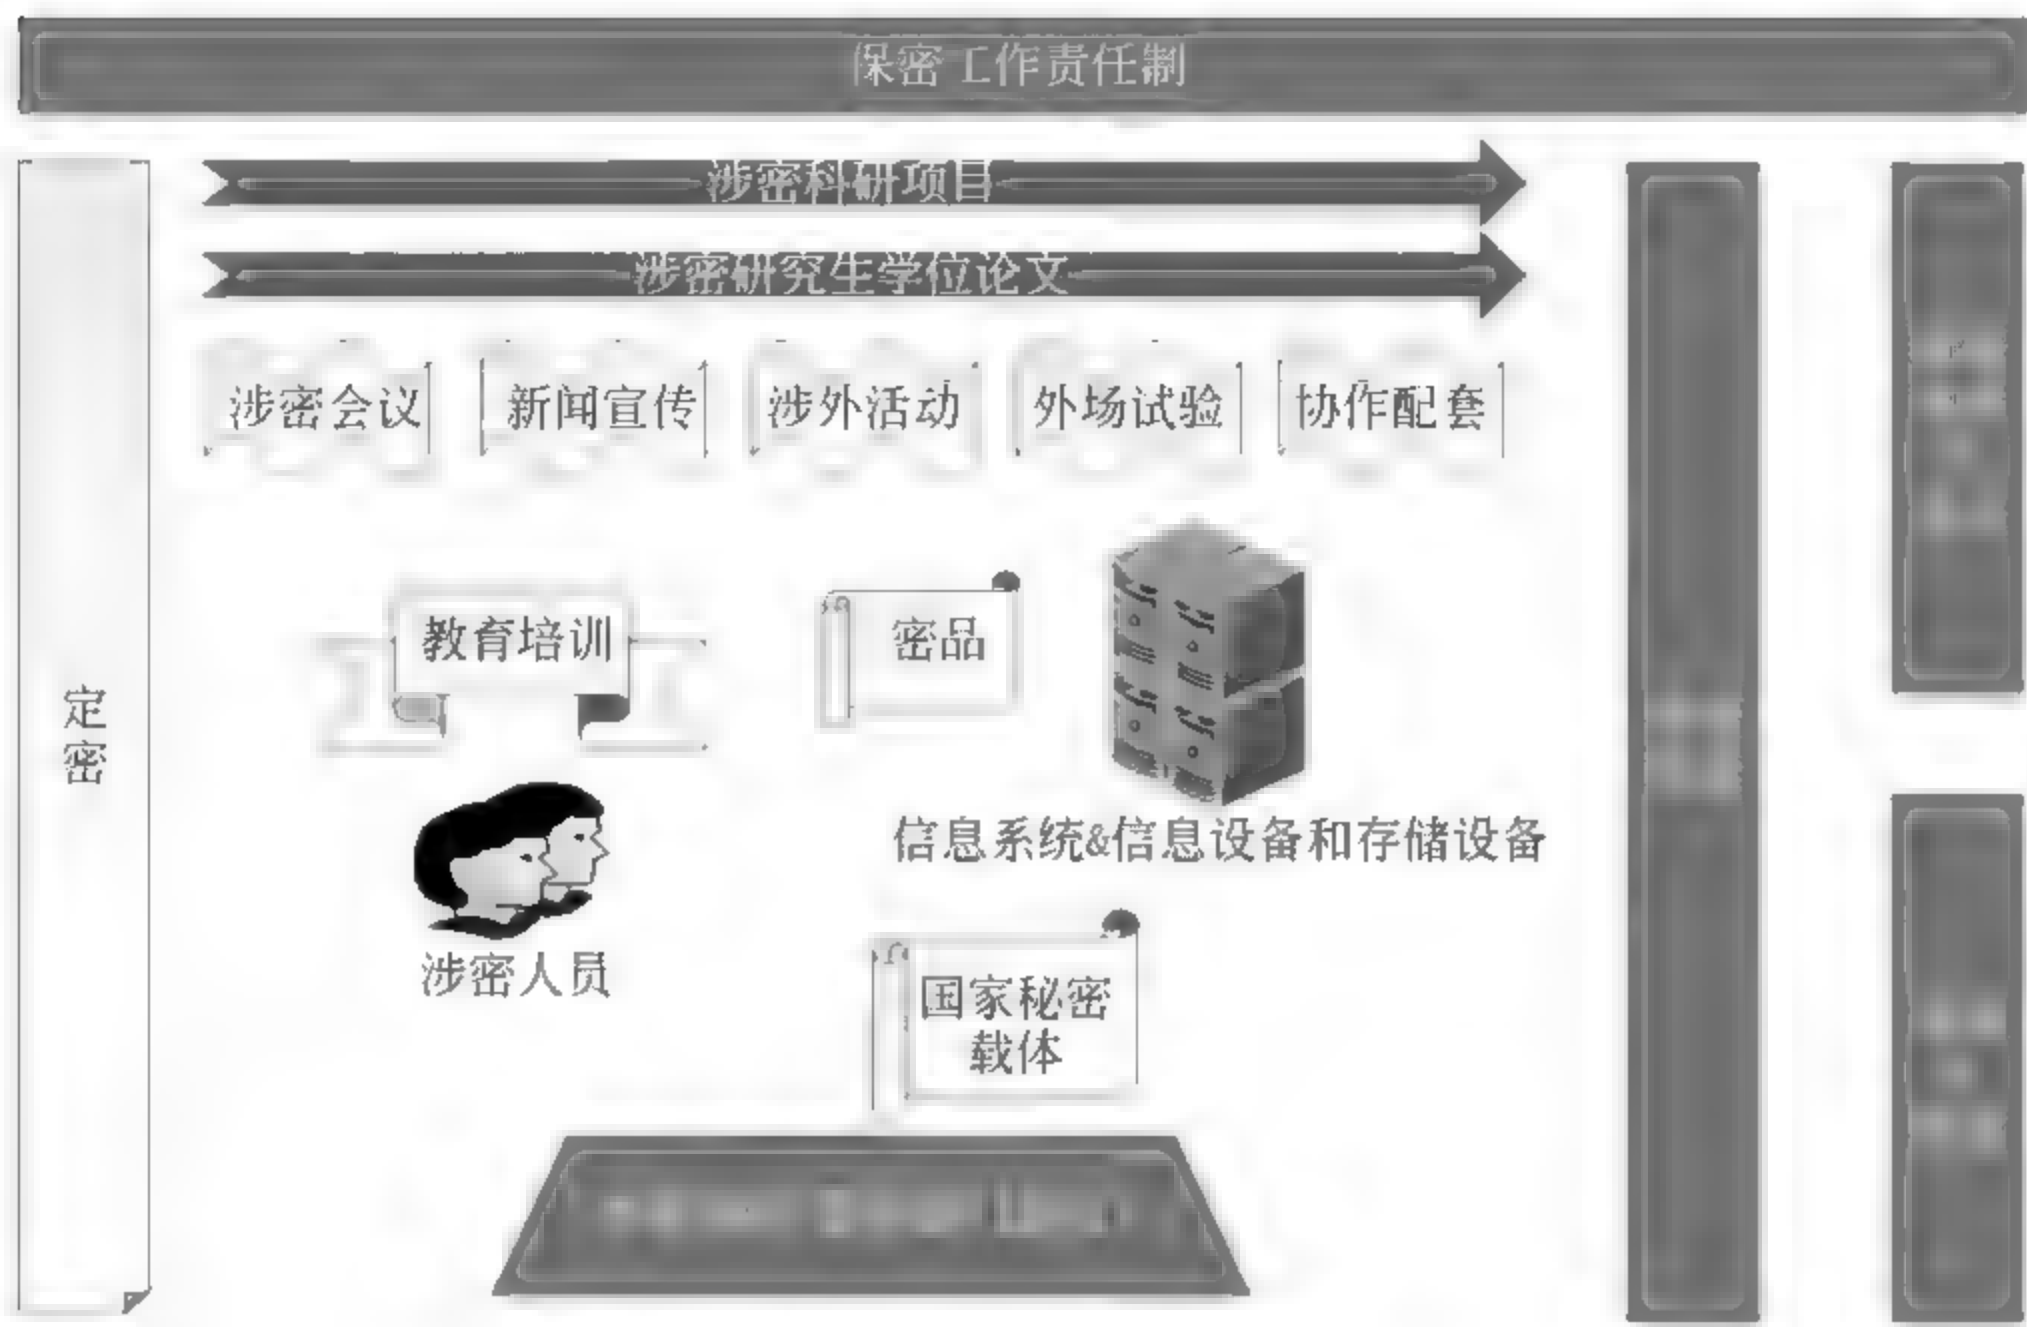 保密工作责任制
涉密科研项目
涉密研究生学位论文
涉密会议
新闻宣传
涉外活动
外场试验
协作配套
教育培训
密品
定
密
信息系统&信息设备和存储设备
涉密人员
国家秘密
载体